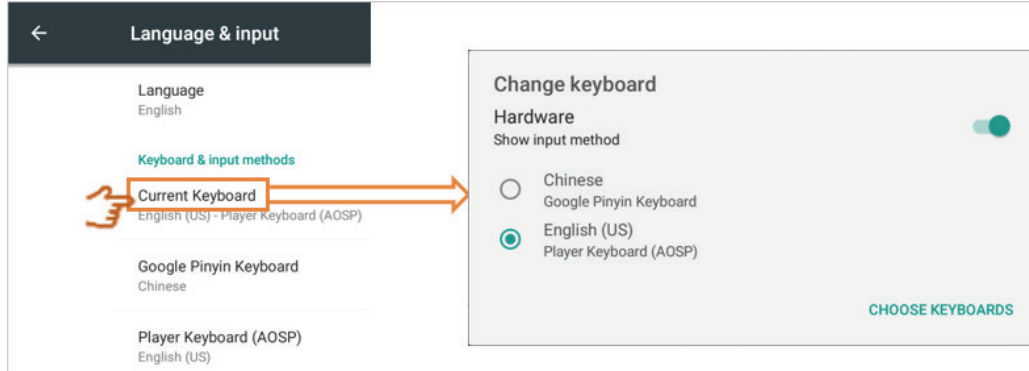 Language & input
Language
English
Keyboard & input methods
Current Keyboard
English (US) - Player Keyboard (AOSP)
Google Pinyin Keyboard
Chinese
Player Keyboard (AOSP)
English (US)
Change keyboard
Hardware
Show input method
Chinese
Google Pinyin Keyboard
English (US)
Player Keyboard (AOSP)
CHOOSE KEYBOARDS